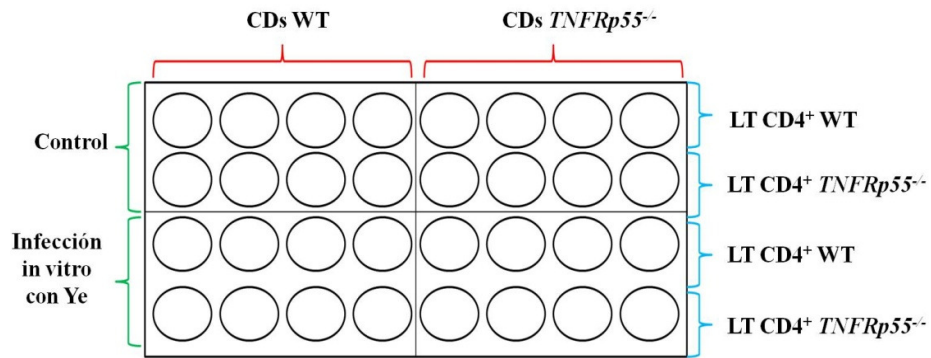 CDs WT
CDs TNFRp55-/-
Control
LT CD4+ WT
LT CD4+ TNFRp55-/-
Infección
in vitro
con Ye
LT CD4+ WT
LT CD4+ TNFRp55-/-